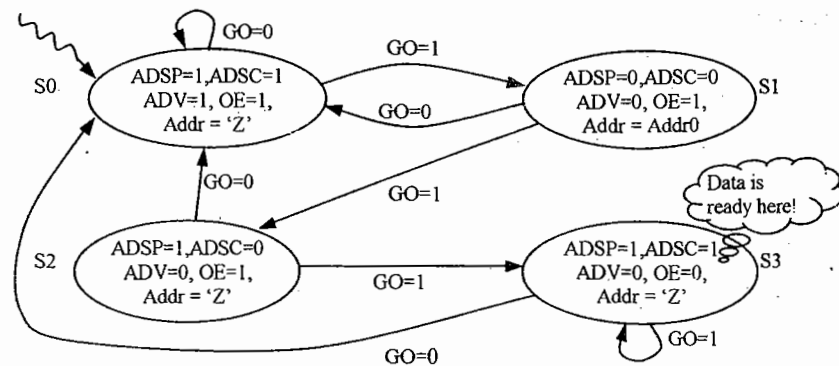 GO=0
GO=1
S0
ADSP=1,ADSC=1
ADV=1, OE=1,
Addr = ‘Z’
ADSP=0,ADSC=0
ADV=0, OE=1,
Addr = Addr0
S1
GO=0
GO=0
GO=1
Data is
ready here!
S2
ADSP=1,ADSC=0
ADV=0, OE=1,
Addr = ‘Z’
GO=1
ADSP=1,ADSC=1
ADV=0, OE=0,
Addr = ‘Z’
S3
GO=0
GO=1